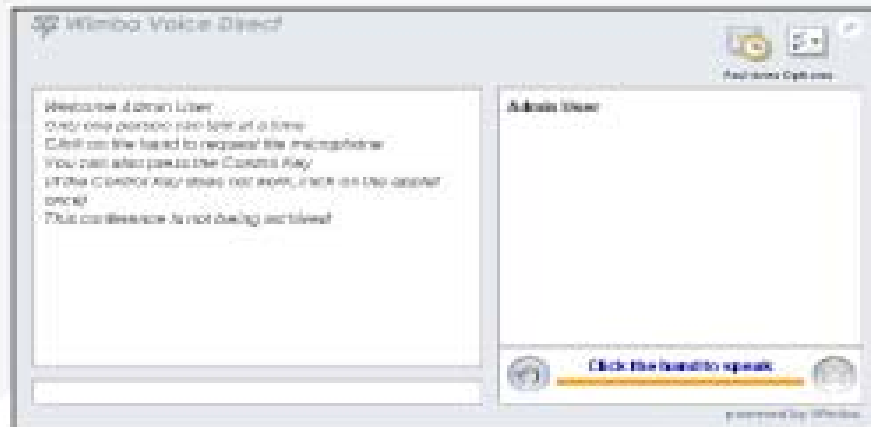 Wimba Voice Direct
Options
Welcome Admin User
Only one person can talk at a time
Click on the hand to request the microphone
You can also press the Control Key
(If the Control Key does not work, click on the applet
once)
This conference is not being archived
Admin User
Click the hand to speak
powered by Wimba